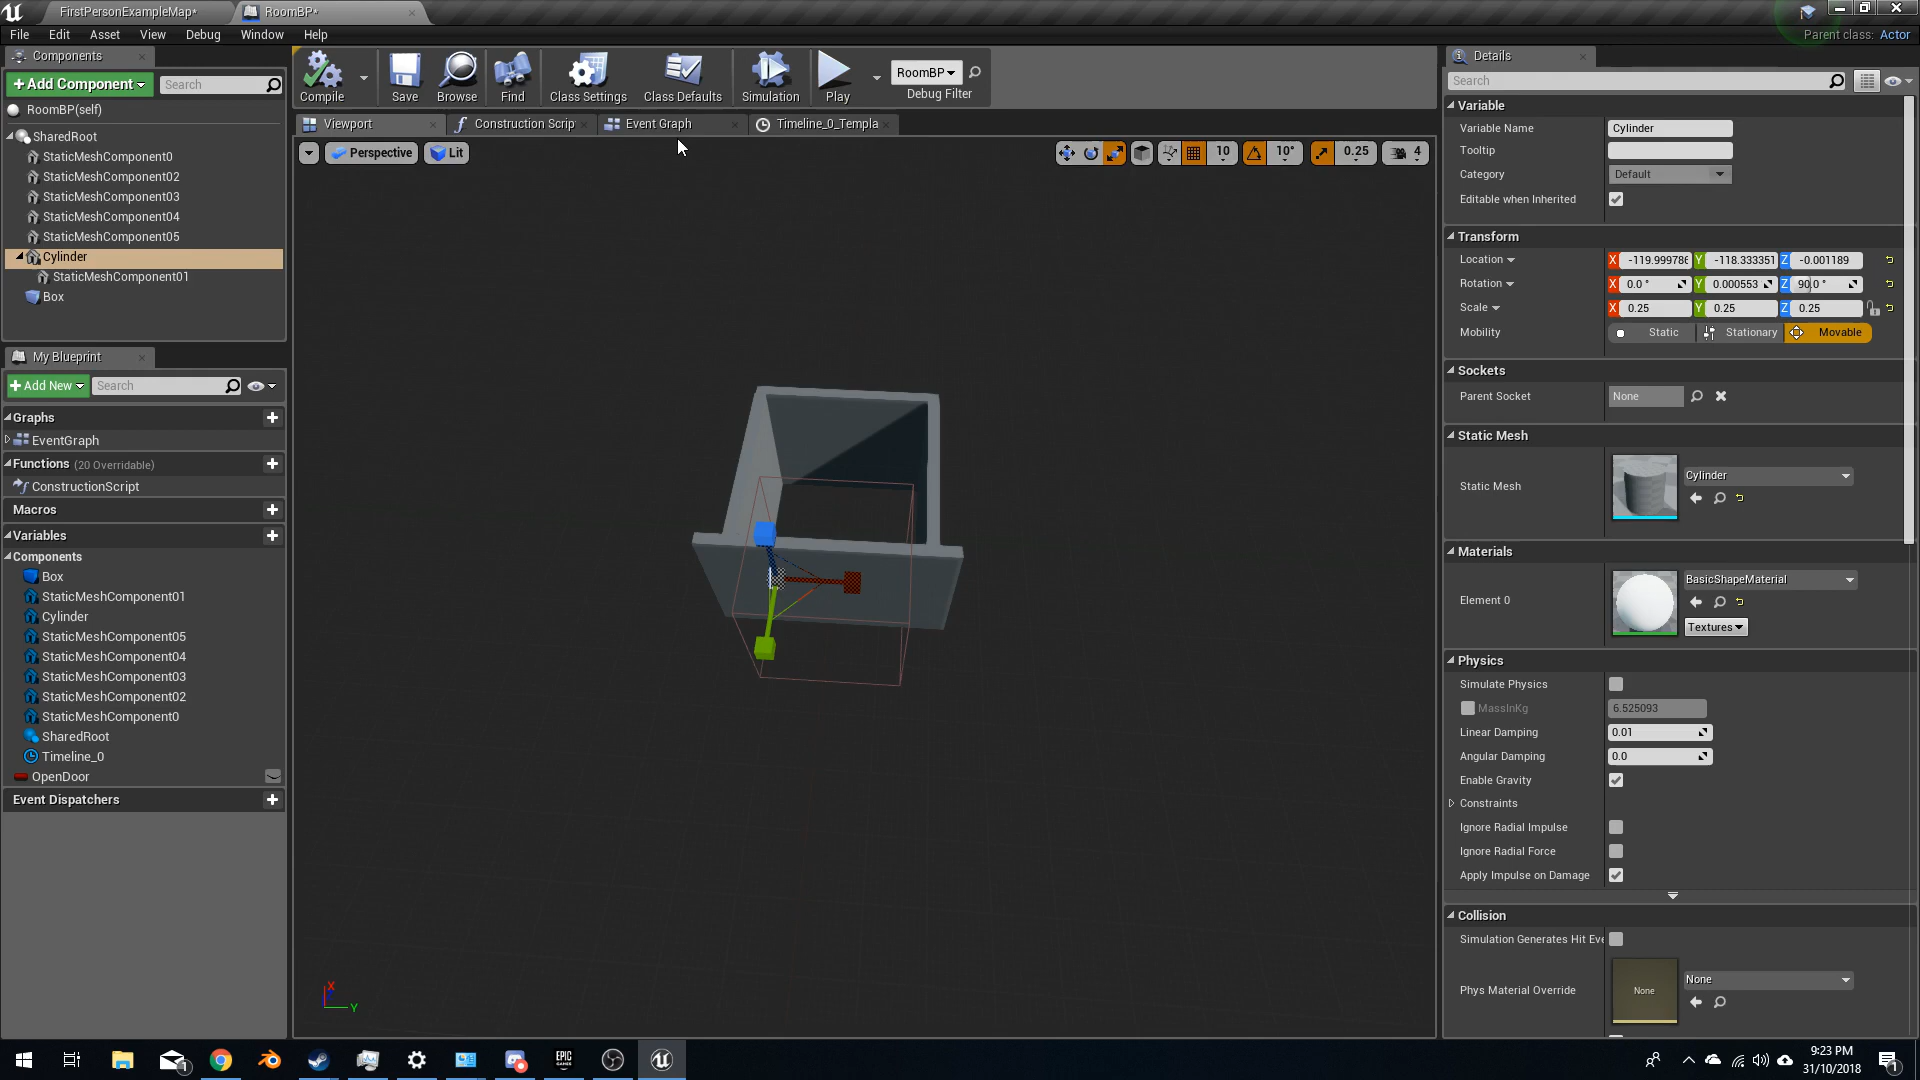 FirstPersonExampleMap*
RoomBP*
File Edit Asset View Debug Window Help
Parent class: Actor
Components
+ Add Component
Search
RoomBP(self)
SharedRoot
StaticMeshComponent0
StaticMeshComponent02
StaticMeshComponent03
StaticMeshComponent04
StaticMeshComponent05
Cylinder
StaticMeshComponent01
Box
My Blueprint
+ Add New
Search
Graphs
EventGraph
Functions (20 Overridable)
ConstructionScript
Macros
Variables
Components
Box
StaticMeshComponent01
Cylinder
StaticMeshComponent05
StaticMeshComponent04
StaticMeshComponent03
StaticMeshComponent02
StaticMeshComponent0
SharedRoot
Timeline_0
OpenDoor
Event Dispatchers
Compile
Save
Browse
Find
Class Settings
Class Defaults
Simulation
Play
RoomBP
Debug Filter
Viewport
Construction Scrip
Event Graph
Timeline_0_Templa
Perspective
Lit
10
10°
0.25
4
X
Y
Details
Search
Variable
Variable Name Cylinder
Tooltip
Category Default
Editable when Inherited
Transform
Location X -119.999786 Y -118.333351 Z -0.001189
Rotation X 0.0 ° Y 0.000553 Z 90.0 °
Scale X 0.25 Y 0.25 Z 0.25
Mobility Static Stationary Movable
Sockets
Parent Socket None
Static Mesh
Static Mesh Cylinder
Materials
Element 0 BasicShapeMaterial
Textures
Physics
Simulate Physics
MassInKg 6.525093
Linear Damping 0.01
Angular Damping 0.0
Enable Gravity
Constraints
Ignore Radial Impulse
Ignore Radial Force
Apply Impulse on Damage
Collision
Simulation Generates Hit Eve
Phys Material Override None None
EPIC GAMES
1
9:23 PM
31/10/2018
1